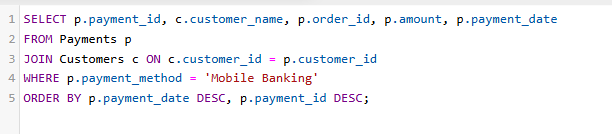 1 SELECT p.payment_id, c.customer_name, p.order_id, p.amount, p.payment_date
2 FROM Payments p
3 JOIN Customers c ON c.customer_id = p.customer_id
4 WHERE p.payment_method = 'Mobile Banking'
5 ORDER BY p.payment_date DESC, p.payment_id DESC;